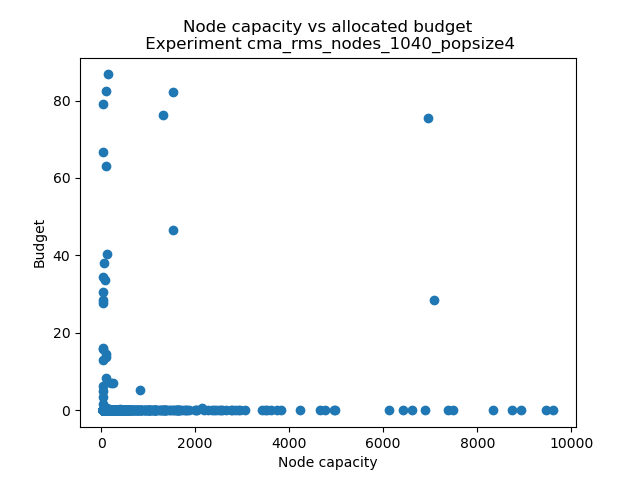 Node capacity vs allocated budget
Experiment cma_rms_nodes_1040_popsize4
80
60
40
20
0
Budget
0 2000 4000 6000 8000 10000
Node capacity